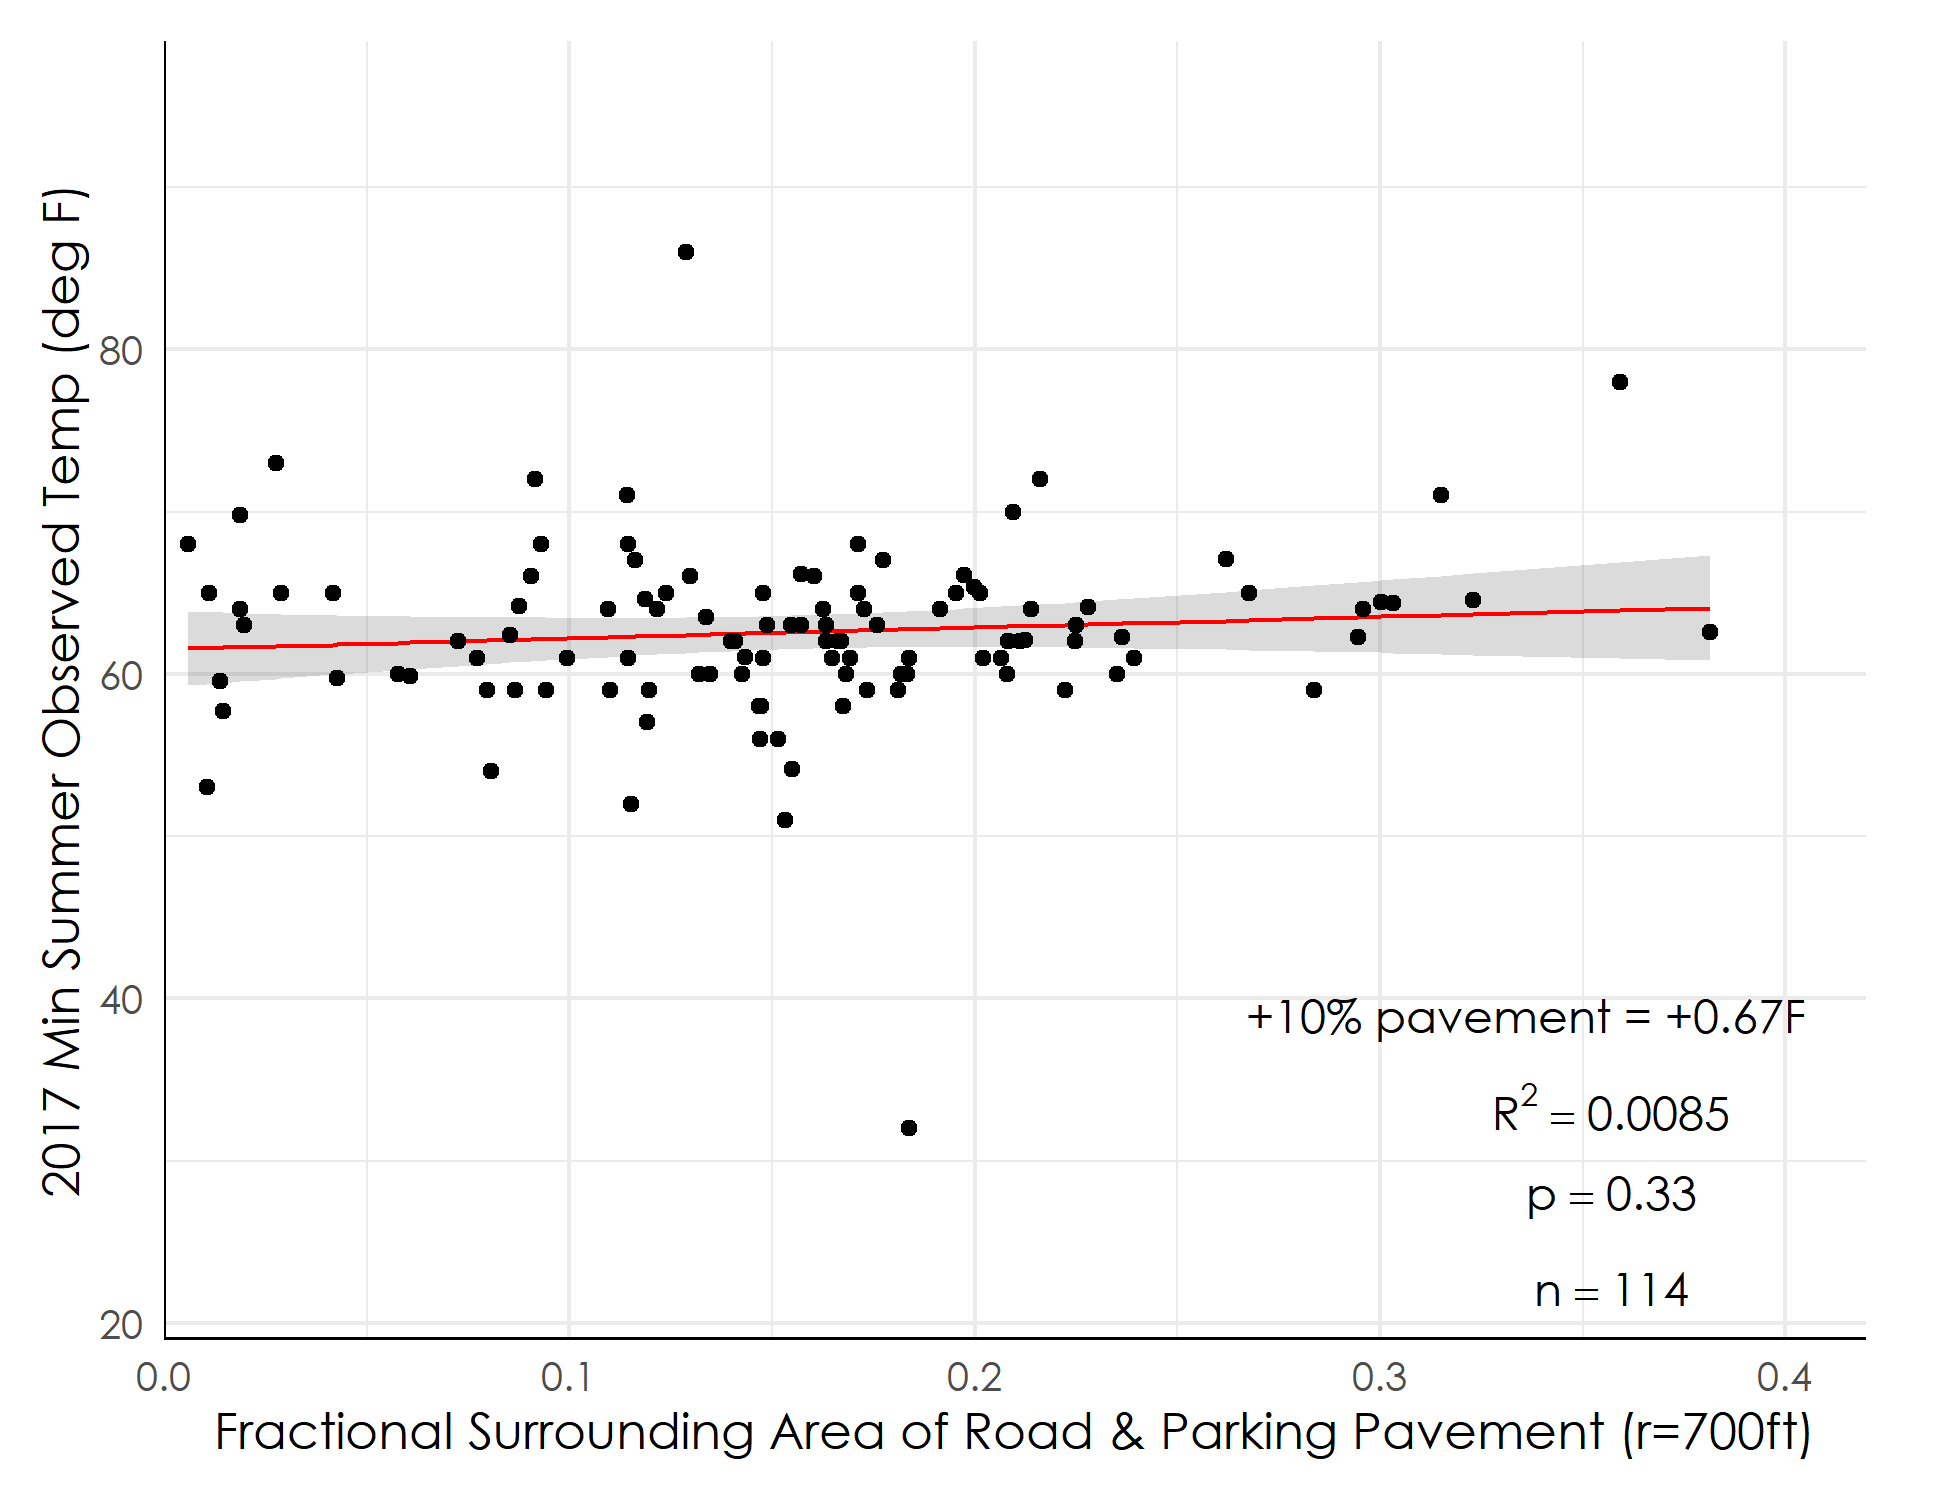 2017 Min Summer Observed Temp (deg F)
80
60
40
20
+10% pavement = +0.67F
R² = 0.0085
p = 0.33
n = 114
0.0 0.1 0.2 0.3 0.4
Fractional Surrounding Area of Road & Parking Pavement (r=700ft)